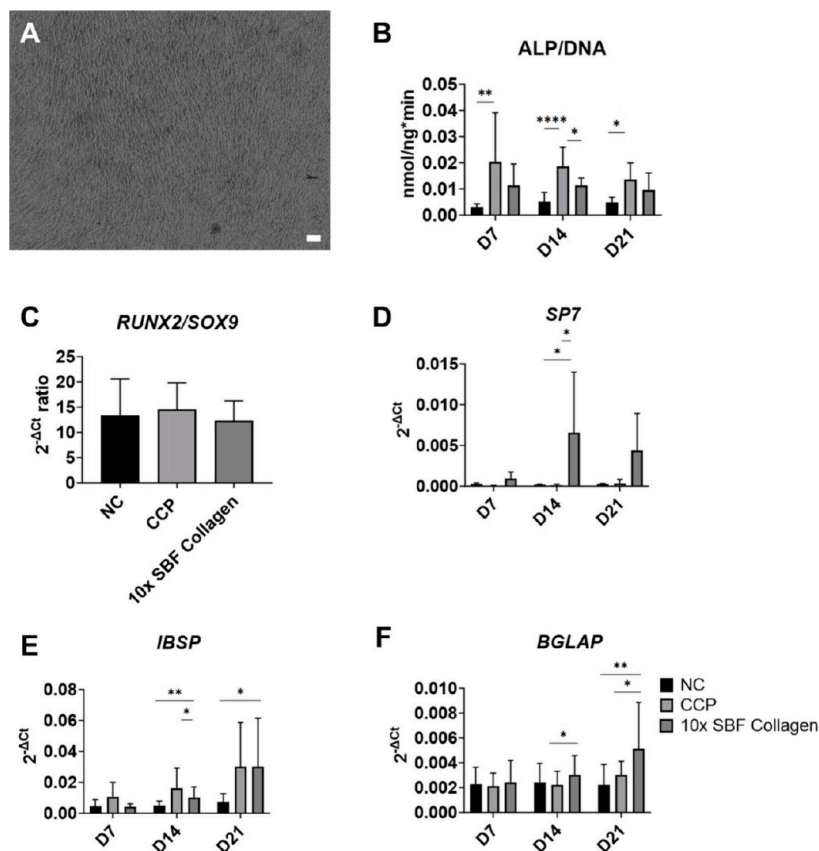 A
B
ALP/DNA
nmol/ng*min
0.05
0.04
0.03
0.02
0.01
0.00
**
****
*
*
D7
D14
D21
C
RUNX2/SOX9
2-ΔCt ratio
25
20
15
10
5
0
NC
CCP
10x SBF Collagen
D
SP7
2-ΔCt
0.015
0.010
0.005
0.000
*
*
D7
D14
D21
E
IBSP
2-ΔCt
0.08
0.06
0.04
0.02
0.00
**
*
*
D7
D14
D21
F
BGLAP
2-ΔCt
0.010
0.008
0.006
0.004
0.002
0.000
*
**
*
D7
D14
D21
NC
CCP
10x SBF Collagen